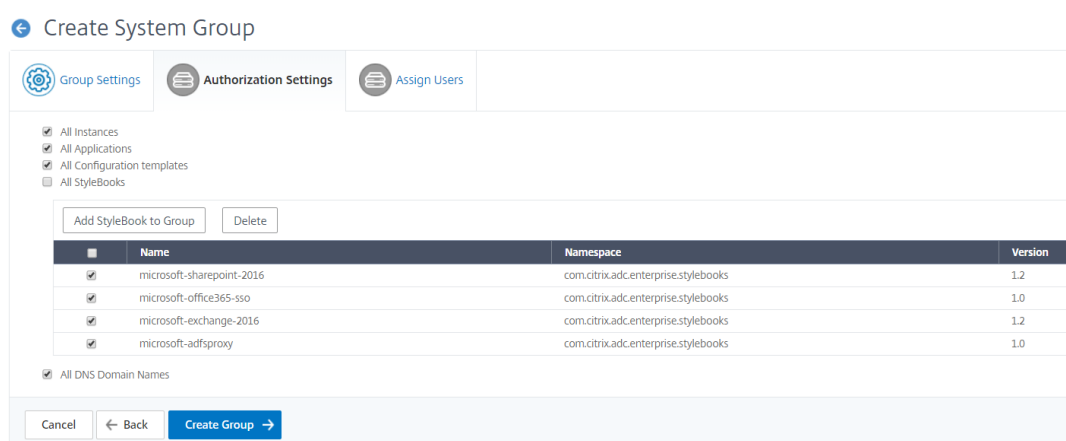 Create System Group
Group Settings Authorization Settings Assign Users
All Instances
All Applications
All Configuration templates
All StyleBooks
Add StyleBook to Group Delete
Name Namespace Version
microsoft-sharepoint-2016 com.citrix.adc.enterprise.stylebooks 1.2
microsoft-office365-sso com.citrix.adc.enterprise.stylebooks 1.0
microsoft-exchange-2016 com.citrix.adc.enterprise.stylebooks 1.2
microsoft-adfsproxy com.citrix.adc.enterprise.stylebooks 1.0
All DNS Domain Names
Cancel ← Back Create Group →